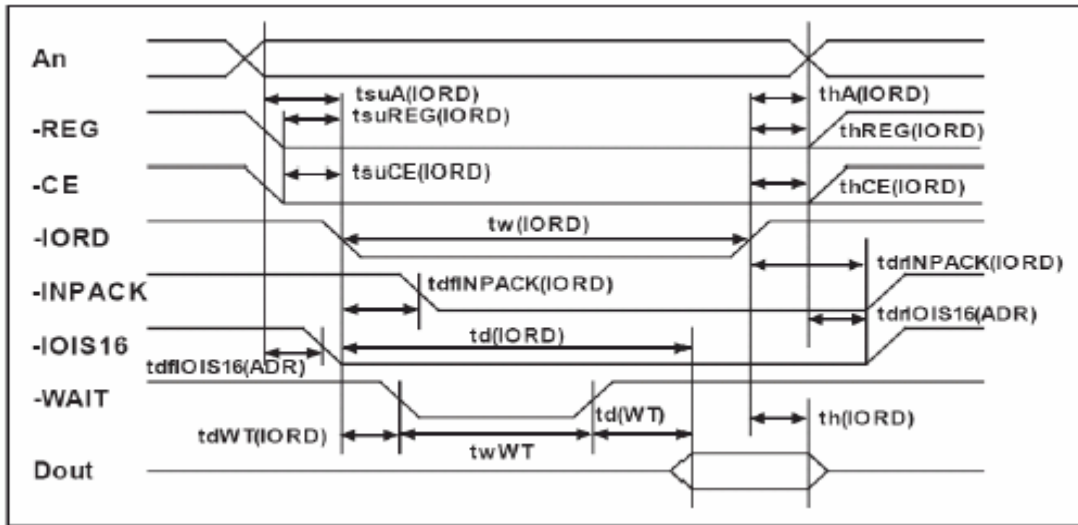 An
tsuA(IORD)
thA(IORD)
-REG
tsuREG(IORD)
thREG(IORD)
-CE
tsuCE(IORD)
thCE(IORD)
-IORD
tw(IORD)
-INPACK
tdfINPACK(IORD)
tdrINPACK(IORD)
-IOIS16
td(IORD)
tdrIOIS16(ADR)
tdfIOIS16(ADR)
-WAIT
tdWT(IORD)
td(WT)
th(IORD)
twWT
Dout